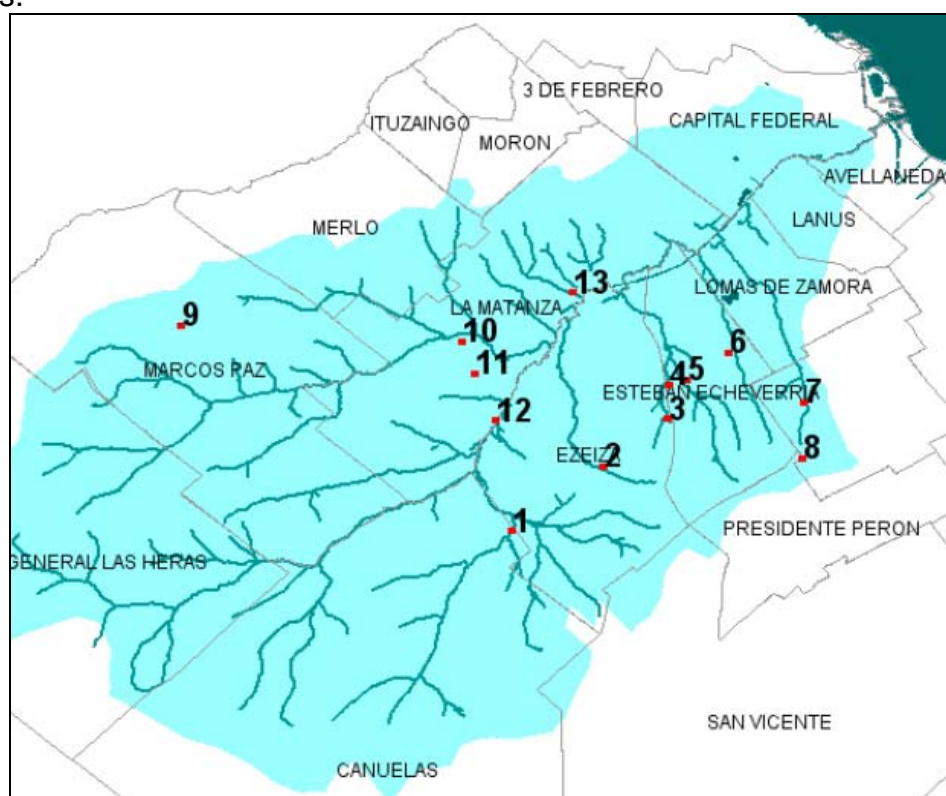 s:
3 DE FEBRERO
ITUZAINGO
CAPITAL FEDERAL
MORON
AVELLANEDA
LANUS
MERLO
13
LOMAS DE ZAMORA
LA MATANZA
9
10
6
MARCOS PAZ
11
4
5
ESTEBAN ECHEVERRIA
7
12
3
EZEIZA
2
8
1
PRESIDENTE PERON
GENERAL LAS HERAS
SAN VICENTE
CANUELAS